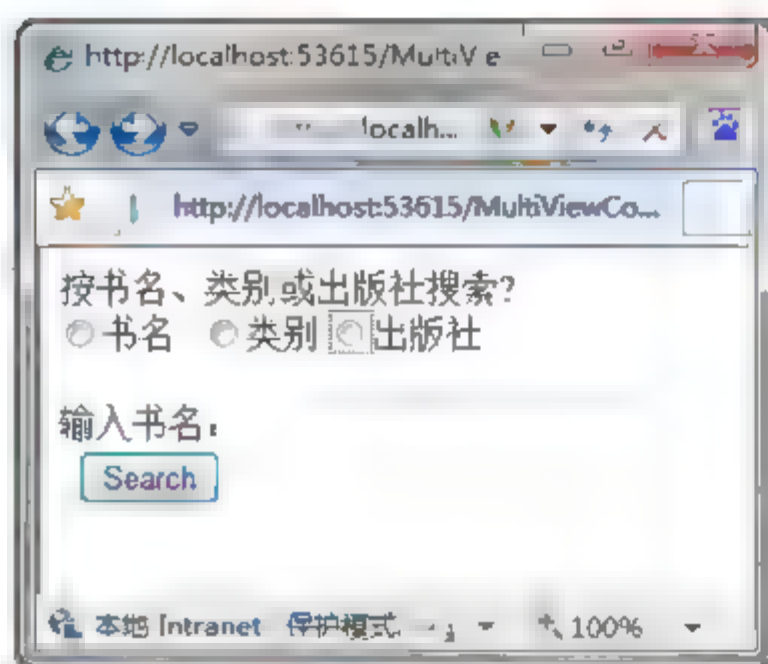 http://localhost:53615/MultiV e
localh...
http://localhost:53615/MultiViewCo...
按书名、类别或出版社搜索?
书名 类别 出版社
输入书名:
Search
本地 Intranet 保护模式
100%